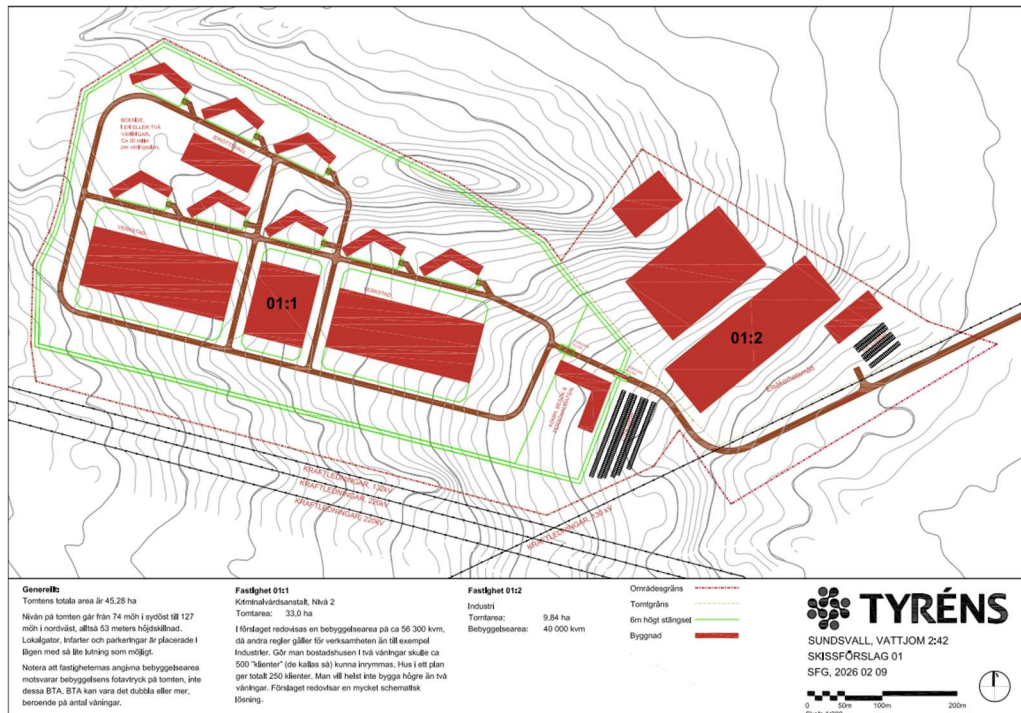 BOENDE,
I EN ELLER TVÅ
VÅNINGAR,
Ca 30 celler
per våningsplan.
IDROTTSHALL
VERKSTAD
01:1
VERKSTAD
01:2
Elsäkerhetsmått
ADMIN, BESÖK &
KRAFTLEDNINGAR, 132kV
KRAFTLEDNINGAR, 220kV
KRAFTLEDNINGAR, 220kV
KRAFTLEDNINGAR, 130 kV
Generellt:
Tomtens totala area är 45,28 ha
Nivån på tomten går från 74 möh i sydöst till 127
möh i nordväst, alltså 53 meters höjdskillnad.
Lokalgator, infarter och parkeringar är placerade i
lägen med så lite lutning som möjligt.
Notera att fastigheternas angivna bebyggelsearea
motsvarar bebyggelsens fotavtryck på tomten, inte
dessa BTA. BTA kan vara det dubbla eller mer,
beroende på antal våningar.
Fastighet 01:1
Kriminalvårdsanstalt, Nivå 2
Tomtarea: 33,0 ha
I förslaget redovisas en bebyggelsearea på ca 56 300 kvm,
då andra regler gäller för verksamheten än till exempel
industrier. Gör man bostadshusen i två våningar skulle ca
500 "klienter" (de kallas så) kunna inrymmas. Hus i ett plan
ger totalt 250 klienter. Man vill helst inte bygga högre än två
våningar. Förslaget redovisar en mycket schematisk
lösning.
Fastighet 01:2
Industri
Tomtarea: 9,84 ha
Bebyggelsearea: 40 000 kvm
Områdesgräns
Tomtgräns
6m högt stängsel
Byggnad
TYRÉNS
SUNDSVALL, VATTJOM 2:42
SKISSFÖRSLAG 01
SFG, 2026 02 09
0 50m 100m 200m